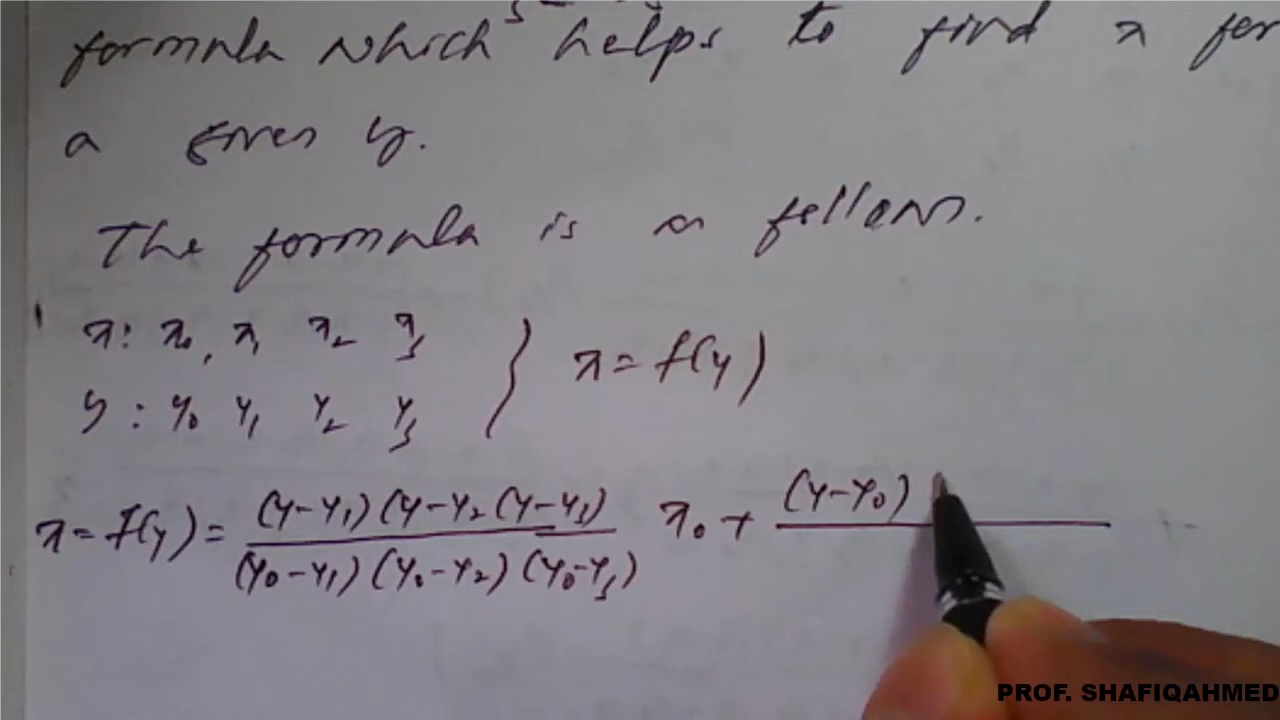 formula which helps to find x for
a given y.
The formula is as follows.
x: x₀, x₁ x₂ x₃
y : y₀ y₁ y₂ y₃
} x = f(y)
x = f(y) = (y-y₁)(y-y₂(y-y₃) / (y₀-y₁)(y₀-y₂)(y₀-y₃) x₀ + (y-y₀)
PROF. SHAFIQAHMED